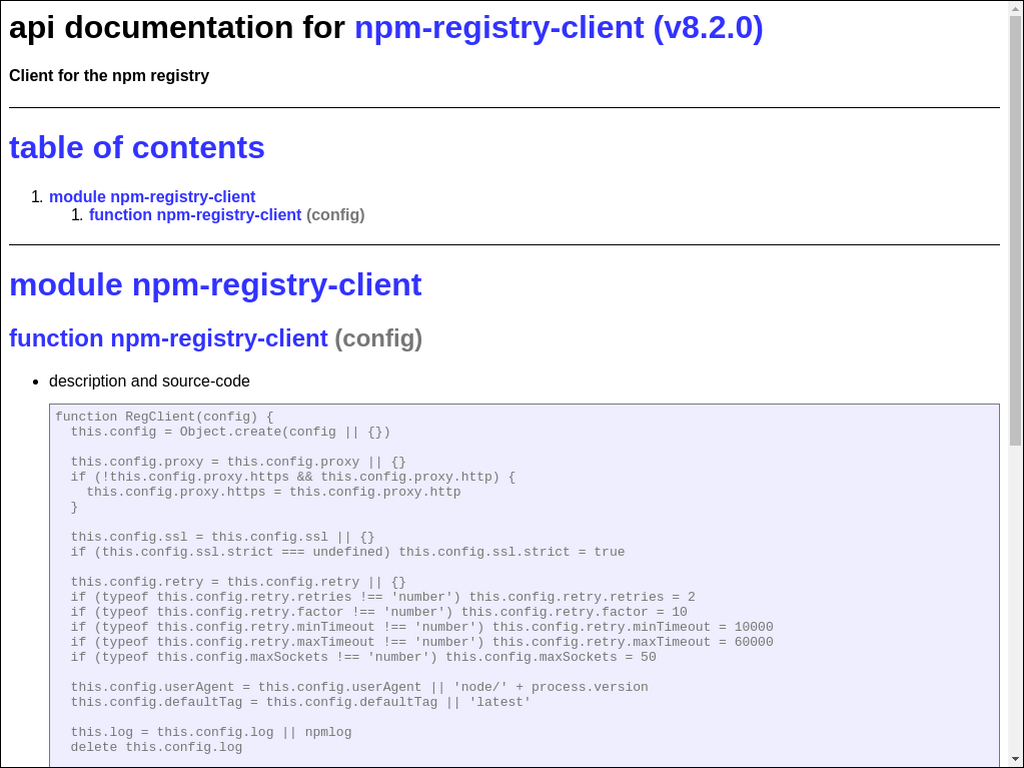 api documentation for npm-registry-client (v8.2.0)
Client for the npm registry
table of contents
1. module npm-registry-client
1. function npm-registry-client (config)
module npm-registry-client
function npm-registry-client (config)
• description and source-code
function RegClient(config) {
  this.config = Object.create(config || {})

  this.config.proxy = this.config.proxy || {}
  if (!this.config.proxy.https && this.config.proxy.http) {
    this.config.proxy.https = this.config.proxy.http
  }

  this.config.ssl = this.config.ssl || {}
  if (this.config.ssl.strict === undefined) this.config.ssl.strict = true

  this.config.retry = this.config.retry || {}
  if (typeof this.config.retry.retries !== 'number') this.config.retry.retries = 2
  if (typeof this.config.retry.factor !== 'number') this.config.retry.factor = 10
  if (typeof this.config.retry.minTimeout !== 'number') this.config.retry.minTimeout = 10000
  if (typeof this.config.retry.maxTimeout !== 'number') this.config.retry.maxTimeout = 60000
  if (typeof this.config.maxSockets !== 'number') this.config.maxSockets = 50

  this.config.userAgent = this.config.userAgent || 'node/' + process.version
  this.config.defaultTag = this.config.defaultTag || 'latest'

  this.log = this.config.log || npmlog
  delete this.config.log